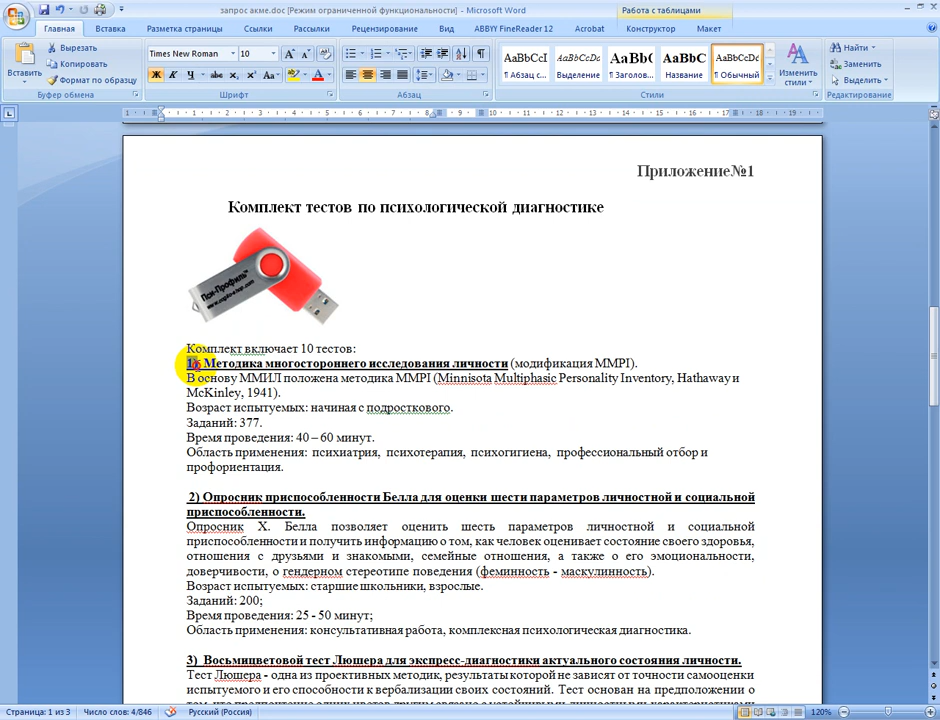 запрос акме.doc [Режим ограниченной функциональности] - Microsoft Word
Работа с таблицами
Главная
Вставка
Разметка страницы
Ссылки
Рассылки
Рецензирование
Вид
ABBYY FineReader 12
Acrobat
Конструктор
Макет
Вставить
Вырезать
Копировать
Формат по образцу
Буфер обмена
Times New Roman
10
Ж К Ч abc x₂ x² Aa
Шрифт
Абзац
AaBbCcI
¶ Абзац с...
AaBbCcDc
Выделение
AaBb(
¶ Заголов...
AaBbC
Название
AaBbCcDc
¶ Обычный
Изменить стили
Стили
Найти
Заменить
Выделить
Редактирование
Приложение№1
Комплект тестов по психологической диагностике
Пси-Профиль™
Комплект включает 10 тестов:
1) Методика многостороннего исследования личности (модификация MMPI).
В основу ММИЛ положена методика MMPI (Minnisota Multiphasic Personality Inventory, Hathaway и
McKinley, 1941).
Возраст испытуемых: начиная с подросткового.
Заданий: 377.
Время проведения: 40 – 60 минут.
Область применения: психиатрия, психотерапия, психогигиена, профессиональный отбор и
профориентация.
2) Опросник приспособленности Белла для оценки шести параметров личностной и социальной
приспособленности.
Опросник Х. Белла позволяет оценить шесть параметров личностной и социальной
приспособленности и получить информацию о том, как человек оценивает состояние своего здоровья,
отношения с друзьями и знакомыми, семейные отношения, а также о его эмоциональности,
доверчивости, о гендерном стереотипе поведения (феминность - маскулинность).
Возраст испытуемых: старшие школьники, взрослые.
Заданий: 200;
Время проведения: 25 - 50 минут;
Область применения: консультативная работа, комплексная психологическая диагностика.
3) Восьмицветовой тест Люшера для экспресс-диагностики актуального состояния личности.
Тест Люшера - одна из проективных методик, результаты которой не зависят от точности самооценки
испытуемого и его способности к вербализации своих состояний. Тест основан на предположении о
Страница: 1 из 3
Число слов: 4/846
Русский (Россия)
120%